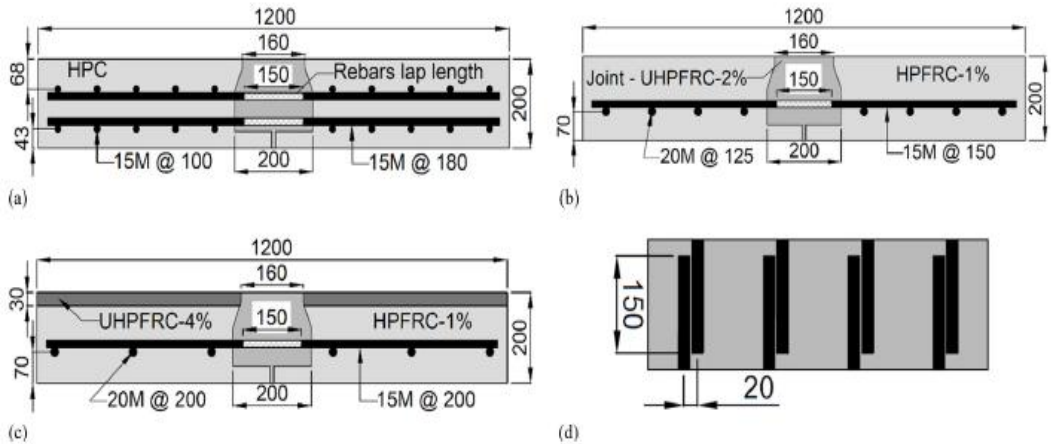 1200
160
HPC
150
Rebars lap length
68
43
200
15M @ 100
200
15M @ 180
(a)
1200
160
Joint - UHPFRC-2%
150
HPFRC-1%
200
70
20M @ 125
200
15M @ 150
(b)
1200
160
30
UHPFRC-4%
150
HPFRC-1%
200
70
20M @ 200
200
15M @ 200
(c)
150
20
(d)